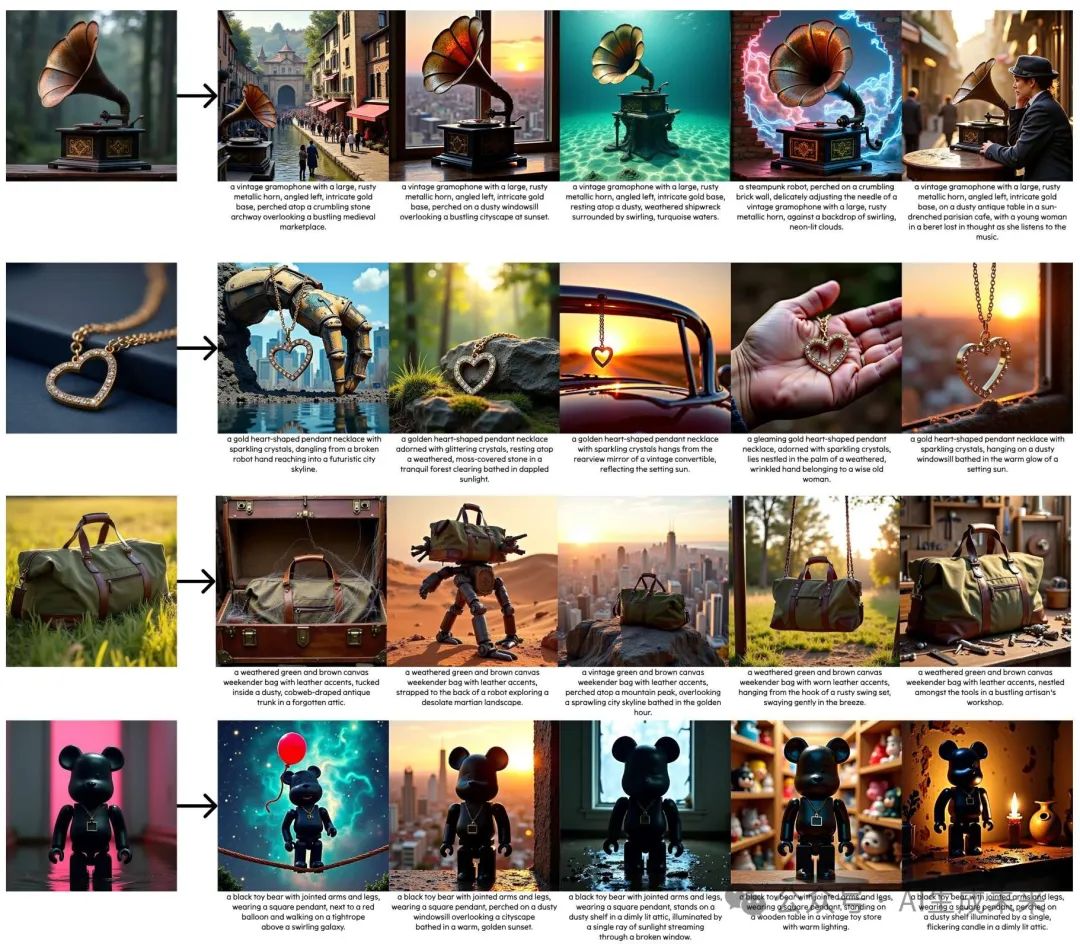 a vintage gramophone with a large, rusty
metallic horn, angled left, intricate gold
base, perched atop a crumbling stone
archway overlooking a bustling medieval
marketplace.
a vintage gramophone with a large, rusty
metallic horn, angled left, intricate gold
base, perched on a dusty windowsill
overlooking a bustling cityscape at sunset.
a vintage gramophone with a large, rusty
metallic horn, angled left, intricate gold base,
resting atop a dusty, weathered shipwreck
surrounded by swirling, turquoise waters.
a steampunk robot, perched on a crumbling
brick wall, delicately adjusting the needle of a
vintage gramophone with a large, rusty
metallic horn, against a backdrop of swirling,
neon-lit clouds.
a vintage gramophone with a large, rusty
metallic horn, angled left, intricate gold
base, on a dusty antique table in a sun-
drenched parisian cafe, with a young woman
in a beret lost in thought as she listens to the
music.
a gold heart-shaped pendant necklace with
sparkling crystals, dangling from a broken
robot hand reaching into a futuristic city
skyline.
a golden heart-shaped pendant necklace
adorned with glittering crystals, resting atop
a weathered, moss-covered stone in a
tranquil forest clearing bathed in dappled
sunlight.
a golden heart-shaped pendant necklace
with sparkling crystals hangs from the
rearview mirror of a vintage convertible,
reflecting the setting sun.
a gleaming gold heart-shaped pendant
necklace, adorned with sparkling crystals,
lies nestled in the palm of a weathered,
wrinkled hand belonging to a wise old
woman.
a gold heart-shaped pendant necklace with
sparkling crystals, hanging on a dusty
windowsill bathed in the warm glow of a
setting sun.
a weathered green and brown canvas
weekender bag with leather accents, tucked
inside a dusty, cobweb-draped antique
trunk in a forgotten attic.
a weathered green and brown canvas
weekender bag with leather accents,
strapped to the back of a robot exploring a
desolate martian landscape.
a vintage green and brown canvas
weekender bag with leather accents,
perched atop a mountain peak, overlooking
a sprawling city skyline bathed in the golden
hour.
a weathered green and brown canvas
weekender bag with worn leather accents,
hanging from the hook of a rusty swing set,
swaying gently in the breeze.
a weathered green and brown canvas
weekender bag with leather accents, nestled
amongst the tools in a bustling artisan's
workshop.
a black toy bear with jointed arms and legs,
wearing a square pendant, next to a red
balloon and walking on a tightrope
above a swirling galaxy.
a black toy bear with jointed arms and legs,
wearing a square pendant, perched on a dusty
windowsill overlooking a cityscape
bathed in a warm, golden sunset.
a black toy bear with jointed arms and legs,
wearing a square pendant, stands on a
dusty shelf in a dimly lit attic, illuminated by
a single ray of sunlight streaming
through a broken window.
a black toy bear with jointed arms and legs,
wearing a square pendant, standing on
a wooden table in a vintage toy store
with warm lighting.
a black toy bear with jointed arms and legs,
wearing a square pendant, perched on
a dusty shelf illuminated by a single,
flickering candle in a dimly lit attic.
公众号 · AI生成未来